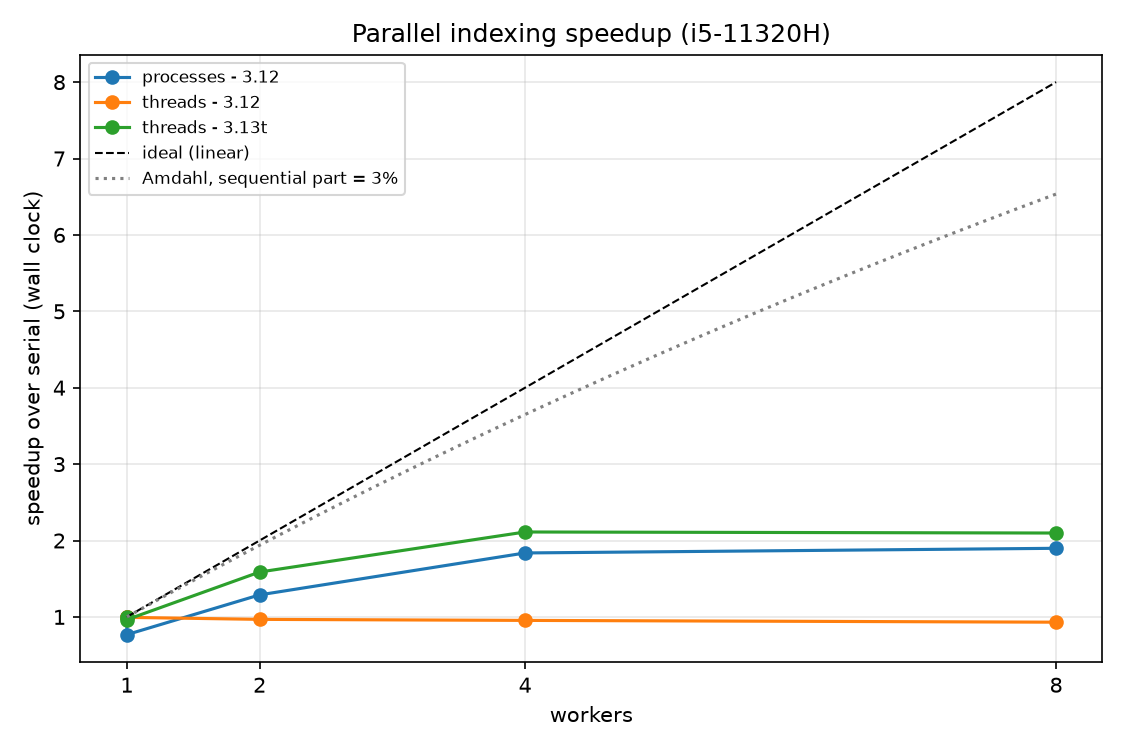 Parallel indexing speedup (i5-11320H)
processes - 3.12
threads - 3.12
threads - 3.13t
ideal (linear)
Amdahl, sequential part = 3%
speedup over serial (wall clock)
8
7
6
5
4
3
2
1
1 2 4 8
workers